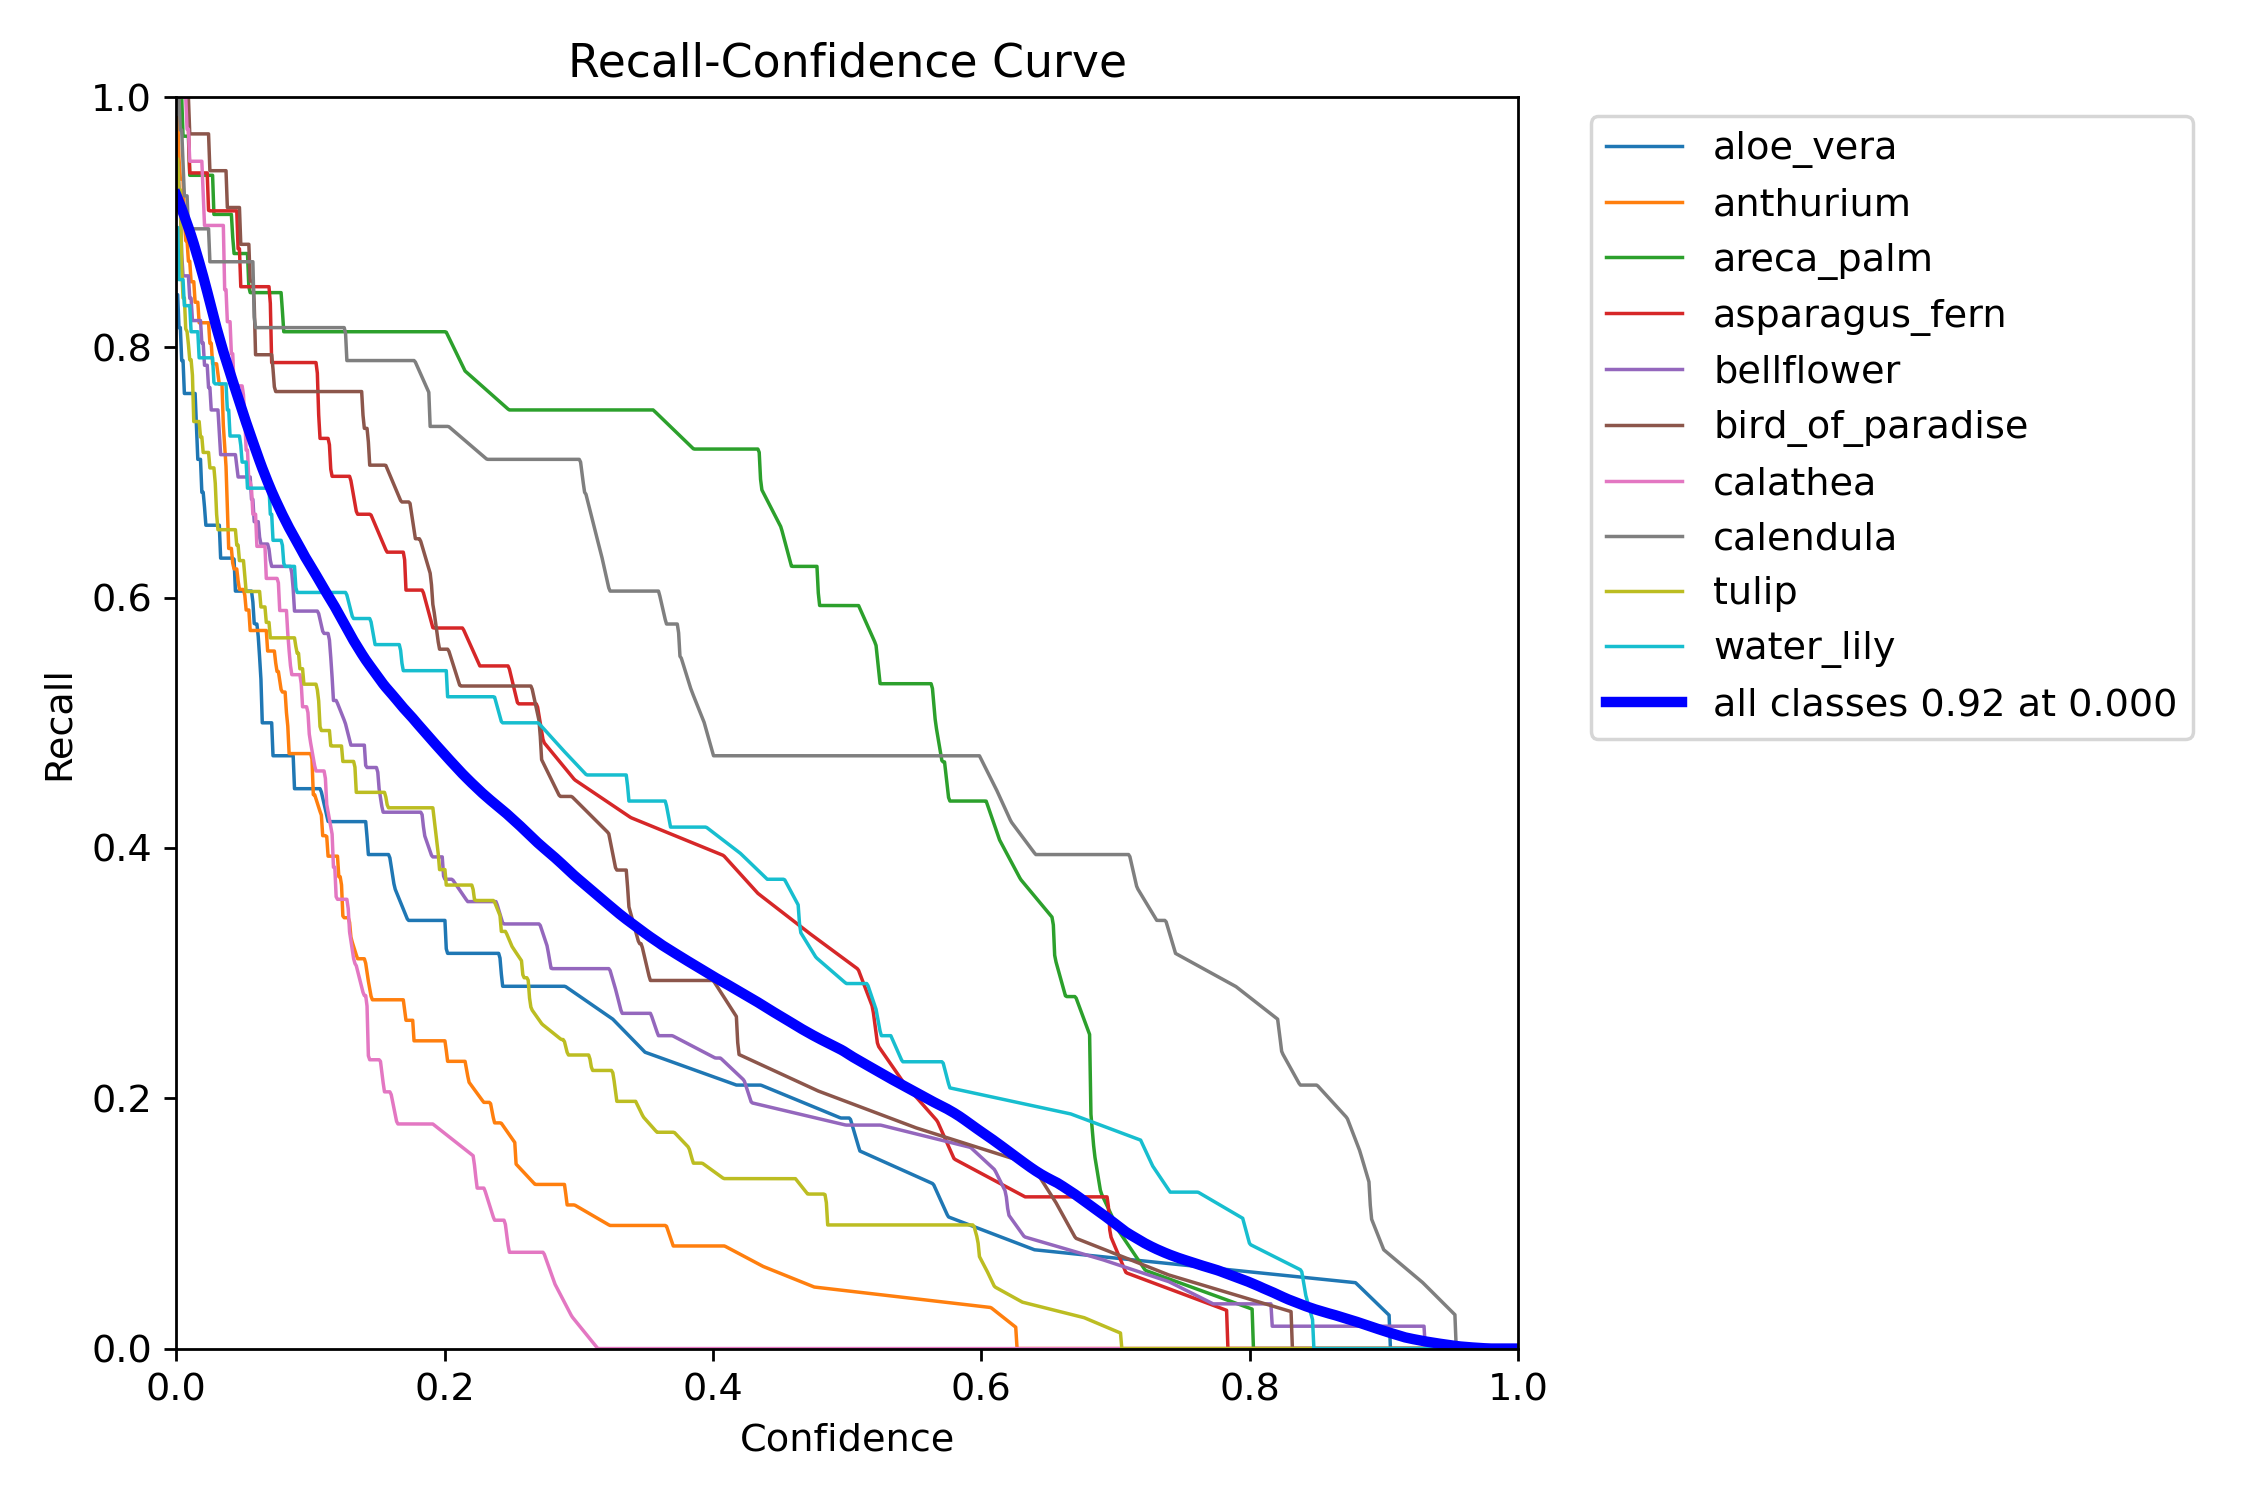 Recall-Confidence Curve
1.0
0.8
0.6
0.4
0.2
0.0
Recall
0.0 0.2 0.4 0.6 0.8 1.0
Confidence
aloe_vera
anthurium
areca_palm
asparagus_fern
bellflower
bird_of_paradise
calathea
calendula
tulip
water_lily
all classes 0.92 at 0.000